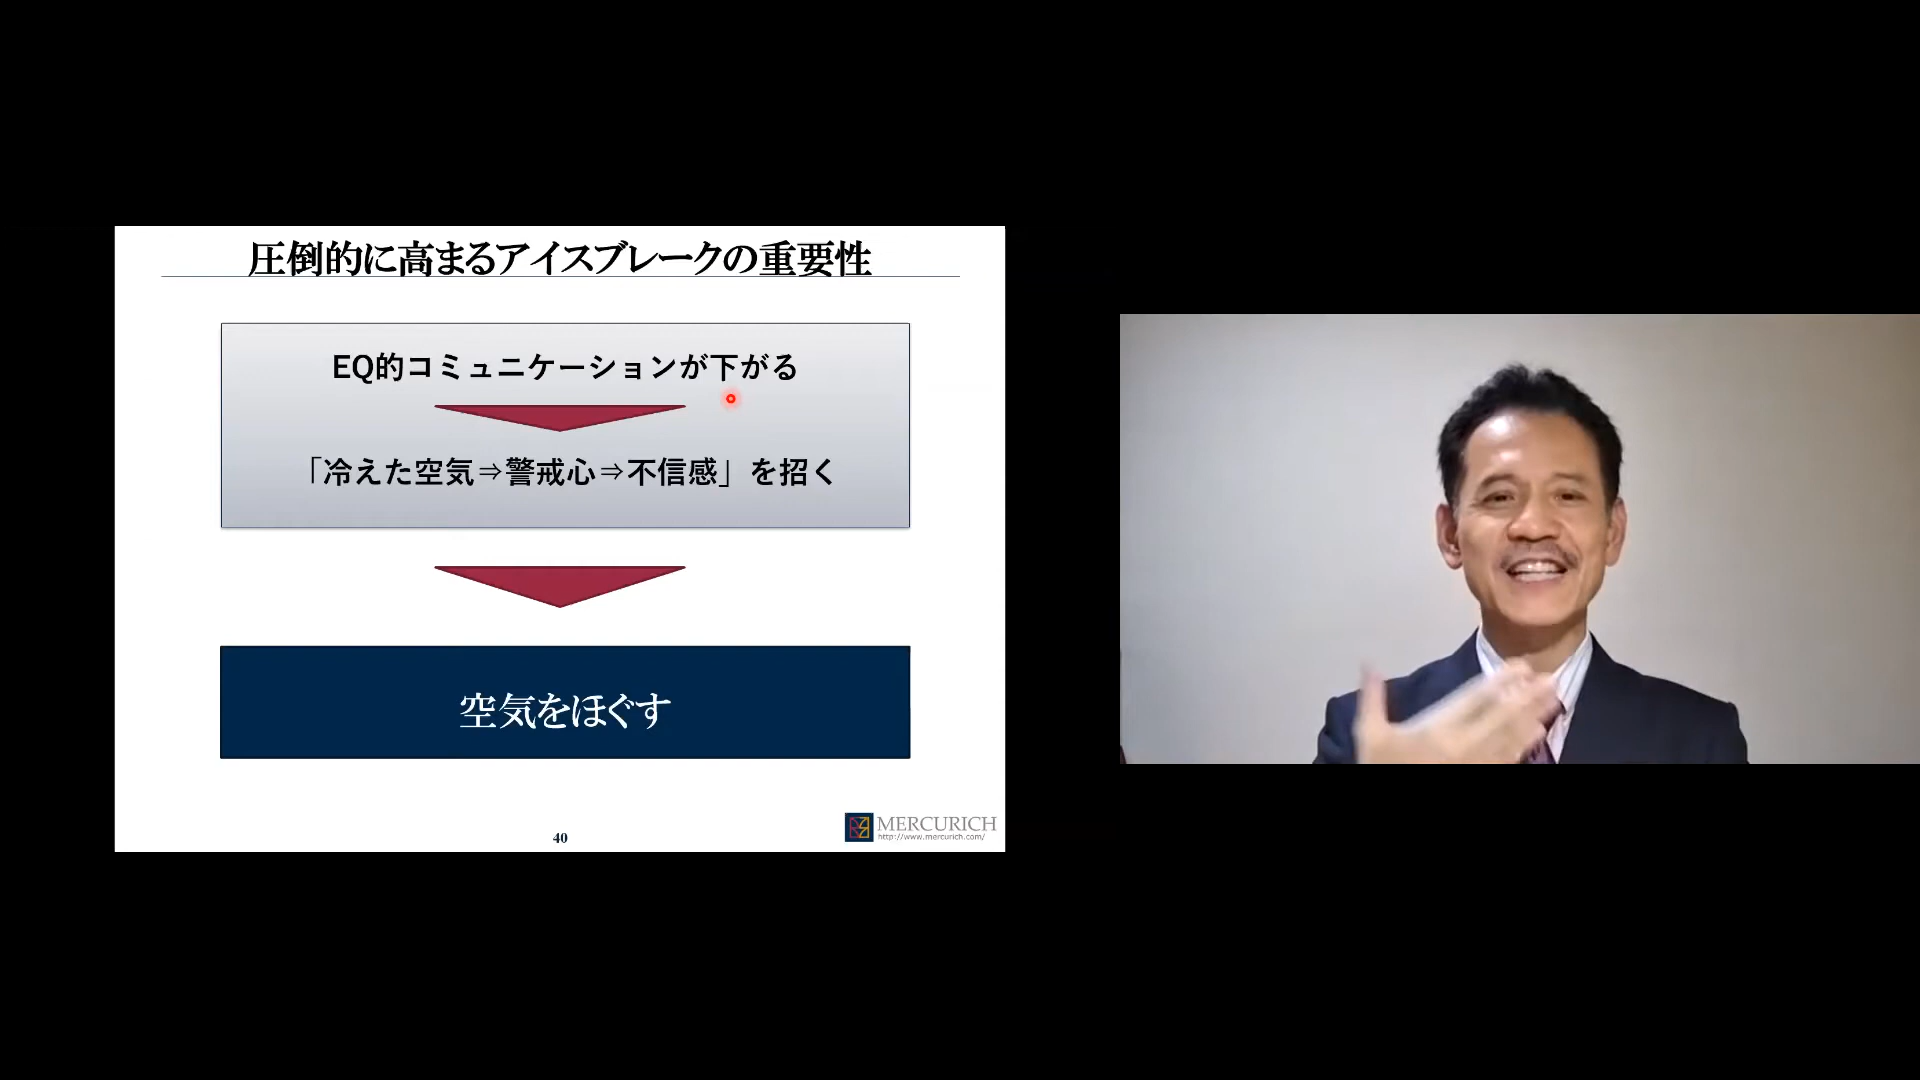 圧倒的に高まるアイスブレークの重要性
EQ的コミュニケーションが下がる
「冷えた空気⇒警戒心⇒不信感」を招く
空気をほぐす
40
MERCURICH
http://www.mercurich.com/